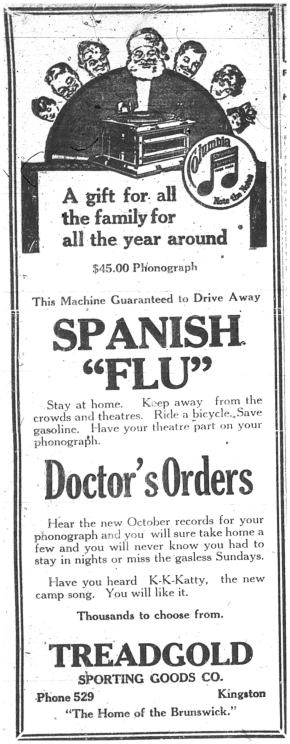 Columbia
Note the Notes
A gift for all
the family for
all the year around
$45.00 Phonograph
This Machine Guaranteed to Drive Away
SPANISH
"FLU"
Stay at home. Keep away from the
crowds and theatres. Ride a bicycle. Save
gasoline. Have your theatre part on your
phonograph.
Doctor's Orders
Hear the new October records for your
phonograph and you will sure take home a
few and you will never know you had to
stay in nights or miss the gasless Sundays.
Have you heard K-K-Katty, the new
camp song. You will like it.
Thousands to choose from.
TREADGOLD
SPORTING GOODS CO.
Phone 529 Kingston
"The Home of the Brunswick."